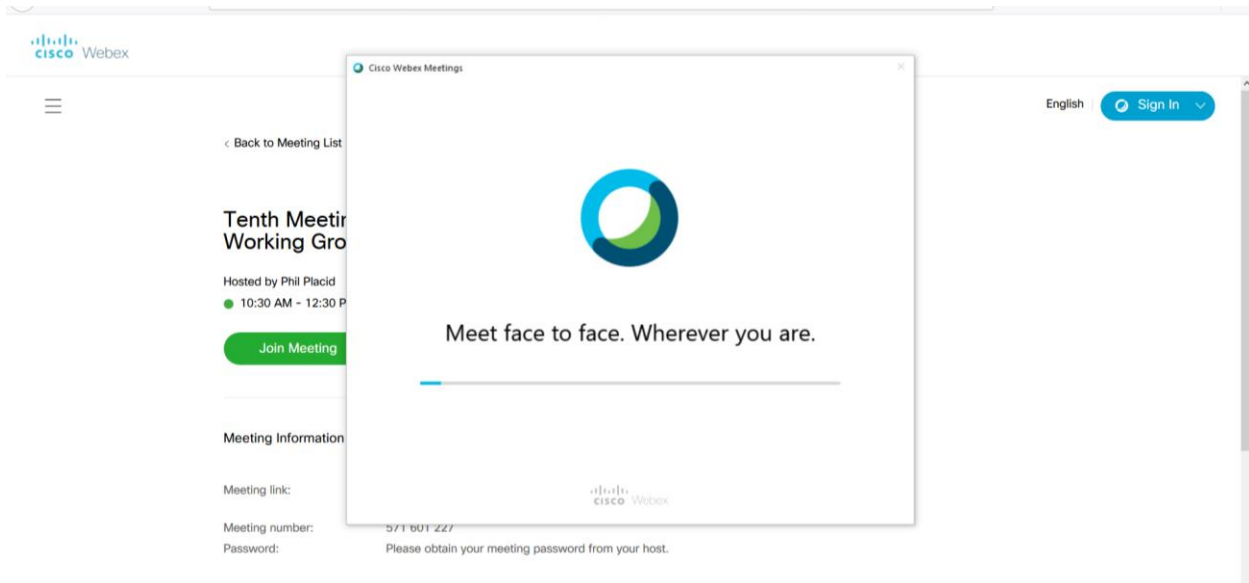 cisco Webex
Cisco Webex Meetings
English
Sign In
< Back to Meeting List
Tenth
Working
Hosted by Phil Placid
10:30 AM - 12:30
Join Meeting
Meet face to face. Wherever you are.
Meeting Information
Meeting link:
cisco Webex
Meeting number: 571 601 227
Password: Please obtain your meeting password from your host.